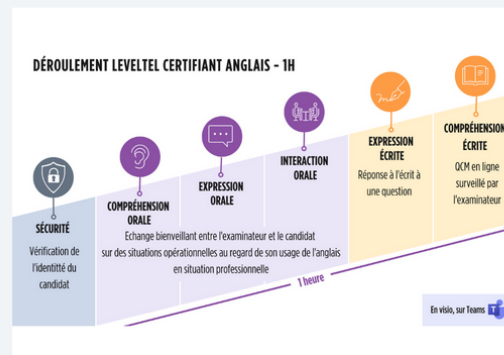 DÉROULEMENT LEVELTEL CERTIFIANT ANGLAIS - 1H
SÉCURITÉ
Vérification de
l'identitté du
candidat
COMPRÉHENSION
ORALE
EXPRESSION
ORALE
INTERACTION
ORALE
Echange bienveillant entre l'examinateur et le candidat
sur des situations opérationnelles au regard de son usage de l'anglais
en situation professionnelle
EXPRESSION
ÉCRITE
Réponse à l'écrit à
une question
COMPRÉHENSION
ÉCRITE
QCM en ligne
surveillé par
l'examinateur
1 heure
En visio, sur Teams